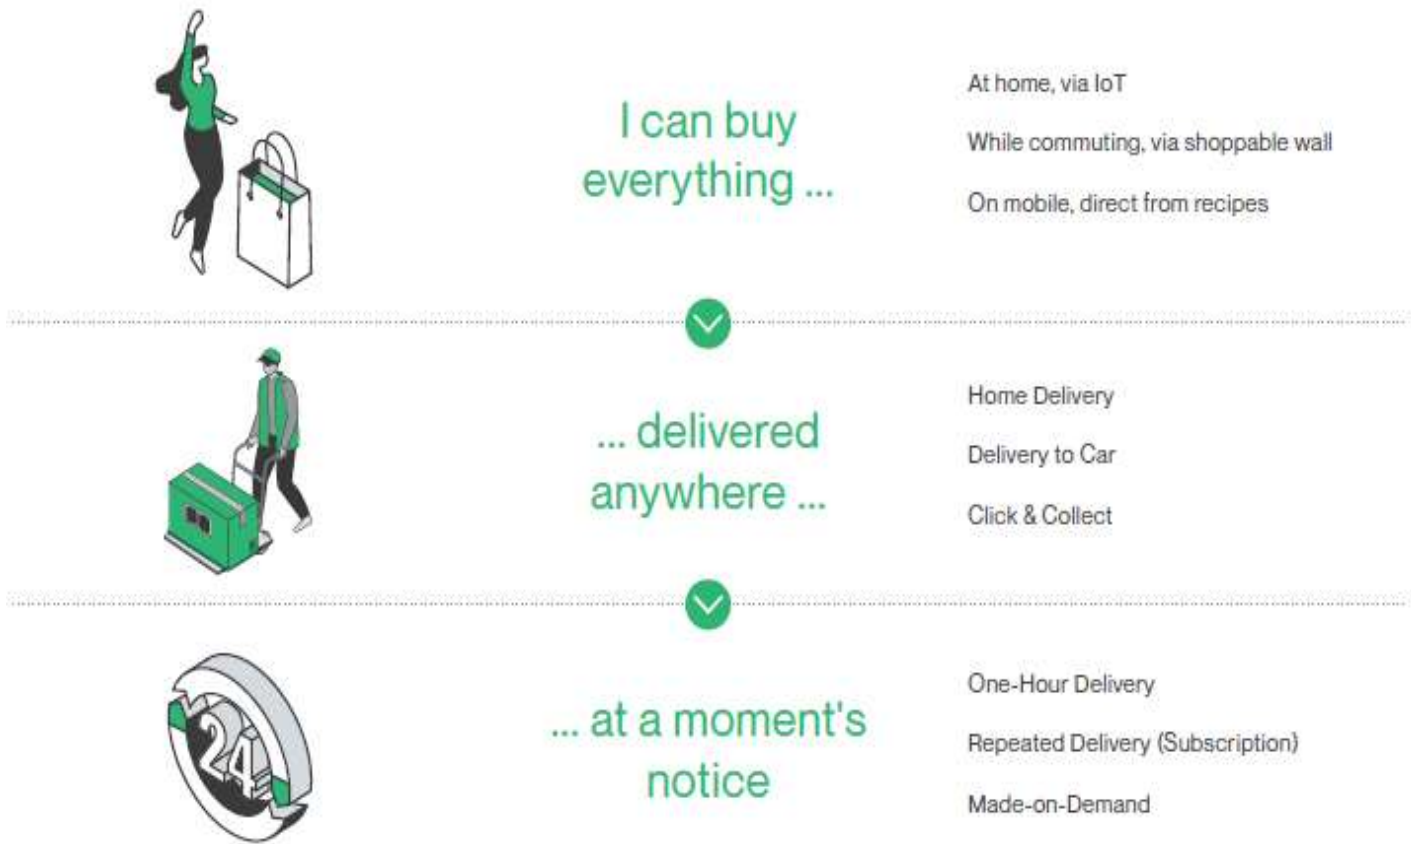 I can buy
everything ...
At home, via IoT
While commuting, via shoppable wall
On mobile, direct from recipes
... delivered
anywhere ...
Home Delivery
Delivery to Car
Click & Collect
24
... at a moment's
notice
One-Hour Delivery
Repeated Delivery (Subscription)
Made-on-Demand